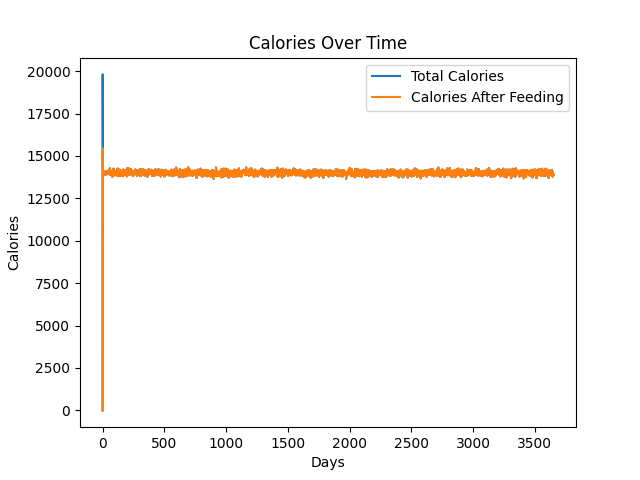 Calories Over Time
Total Calories
Calories After Feeding
20000
17500
15000
12500
10000
7500
5000
2500
0
Calories
0 500 1000 1500 2000 2500 3000 3500
Days